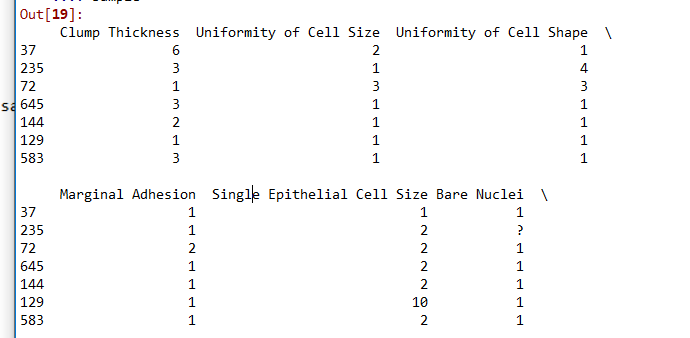 Out[19]:
Clump Thickness Uniformity of Cell Size Uniformity of Cell Shape \
37 6 2 1
235 3 1 4
72 1 3 3
645 3 1 1
144 2 1 1
129 1 1 1
583 3 1 1
Marginal Adhesion Single Epithelial Cell Size Bare Nuclei \
37 1 1 1
235 1 2 ?
72 2 2 1
645 1 2 1
144 1 2 1
129 1 10 1
583 1 2 1